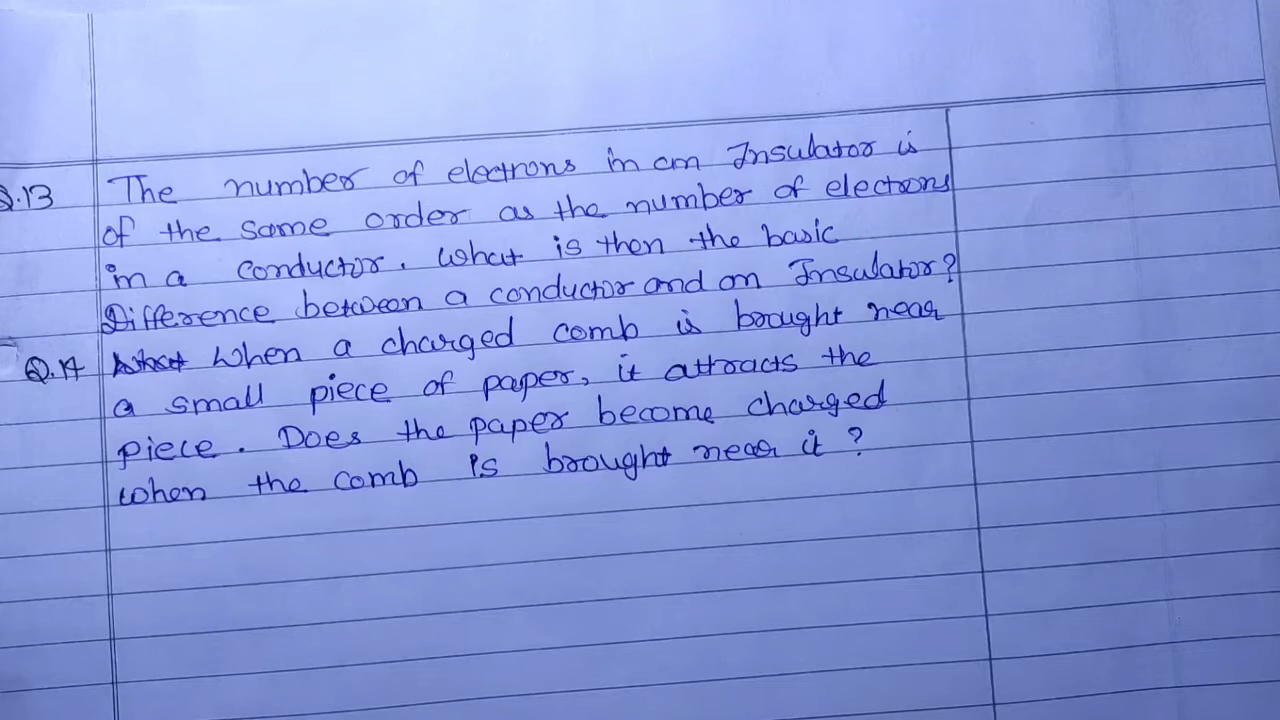 Q.13 The number of electrons in an Insulator is
of the same order as the number of electrons
in a conductor. What is then the basic
Difference between a conductor and an Insulator?
Q.14 When a charged comb is brought near
a small piece of paper, it attracts the
piece. Does the paper become charged
when the comb is brought near it ?